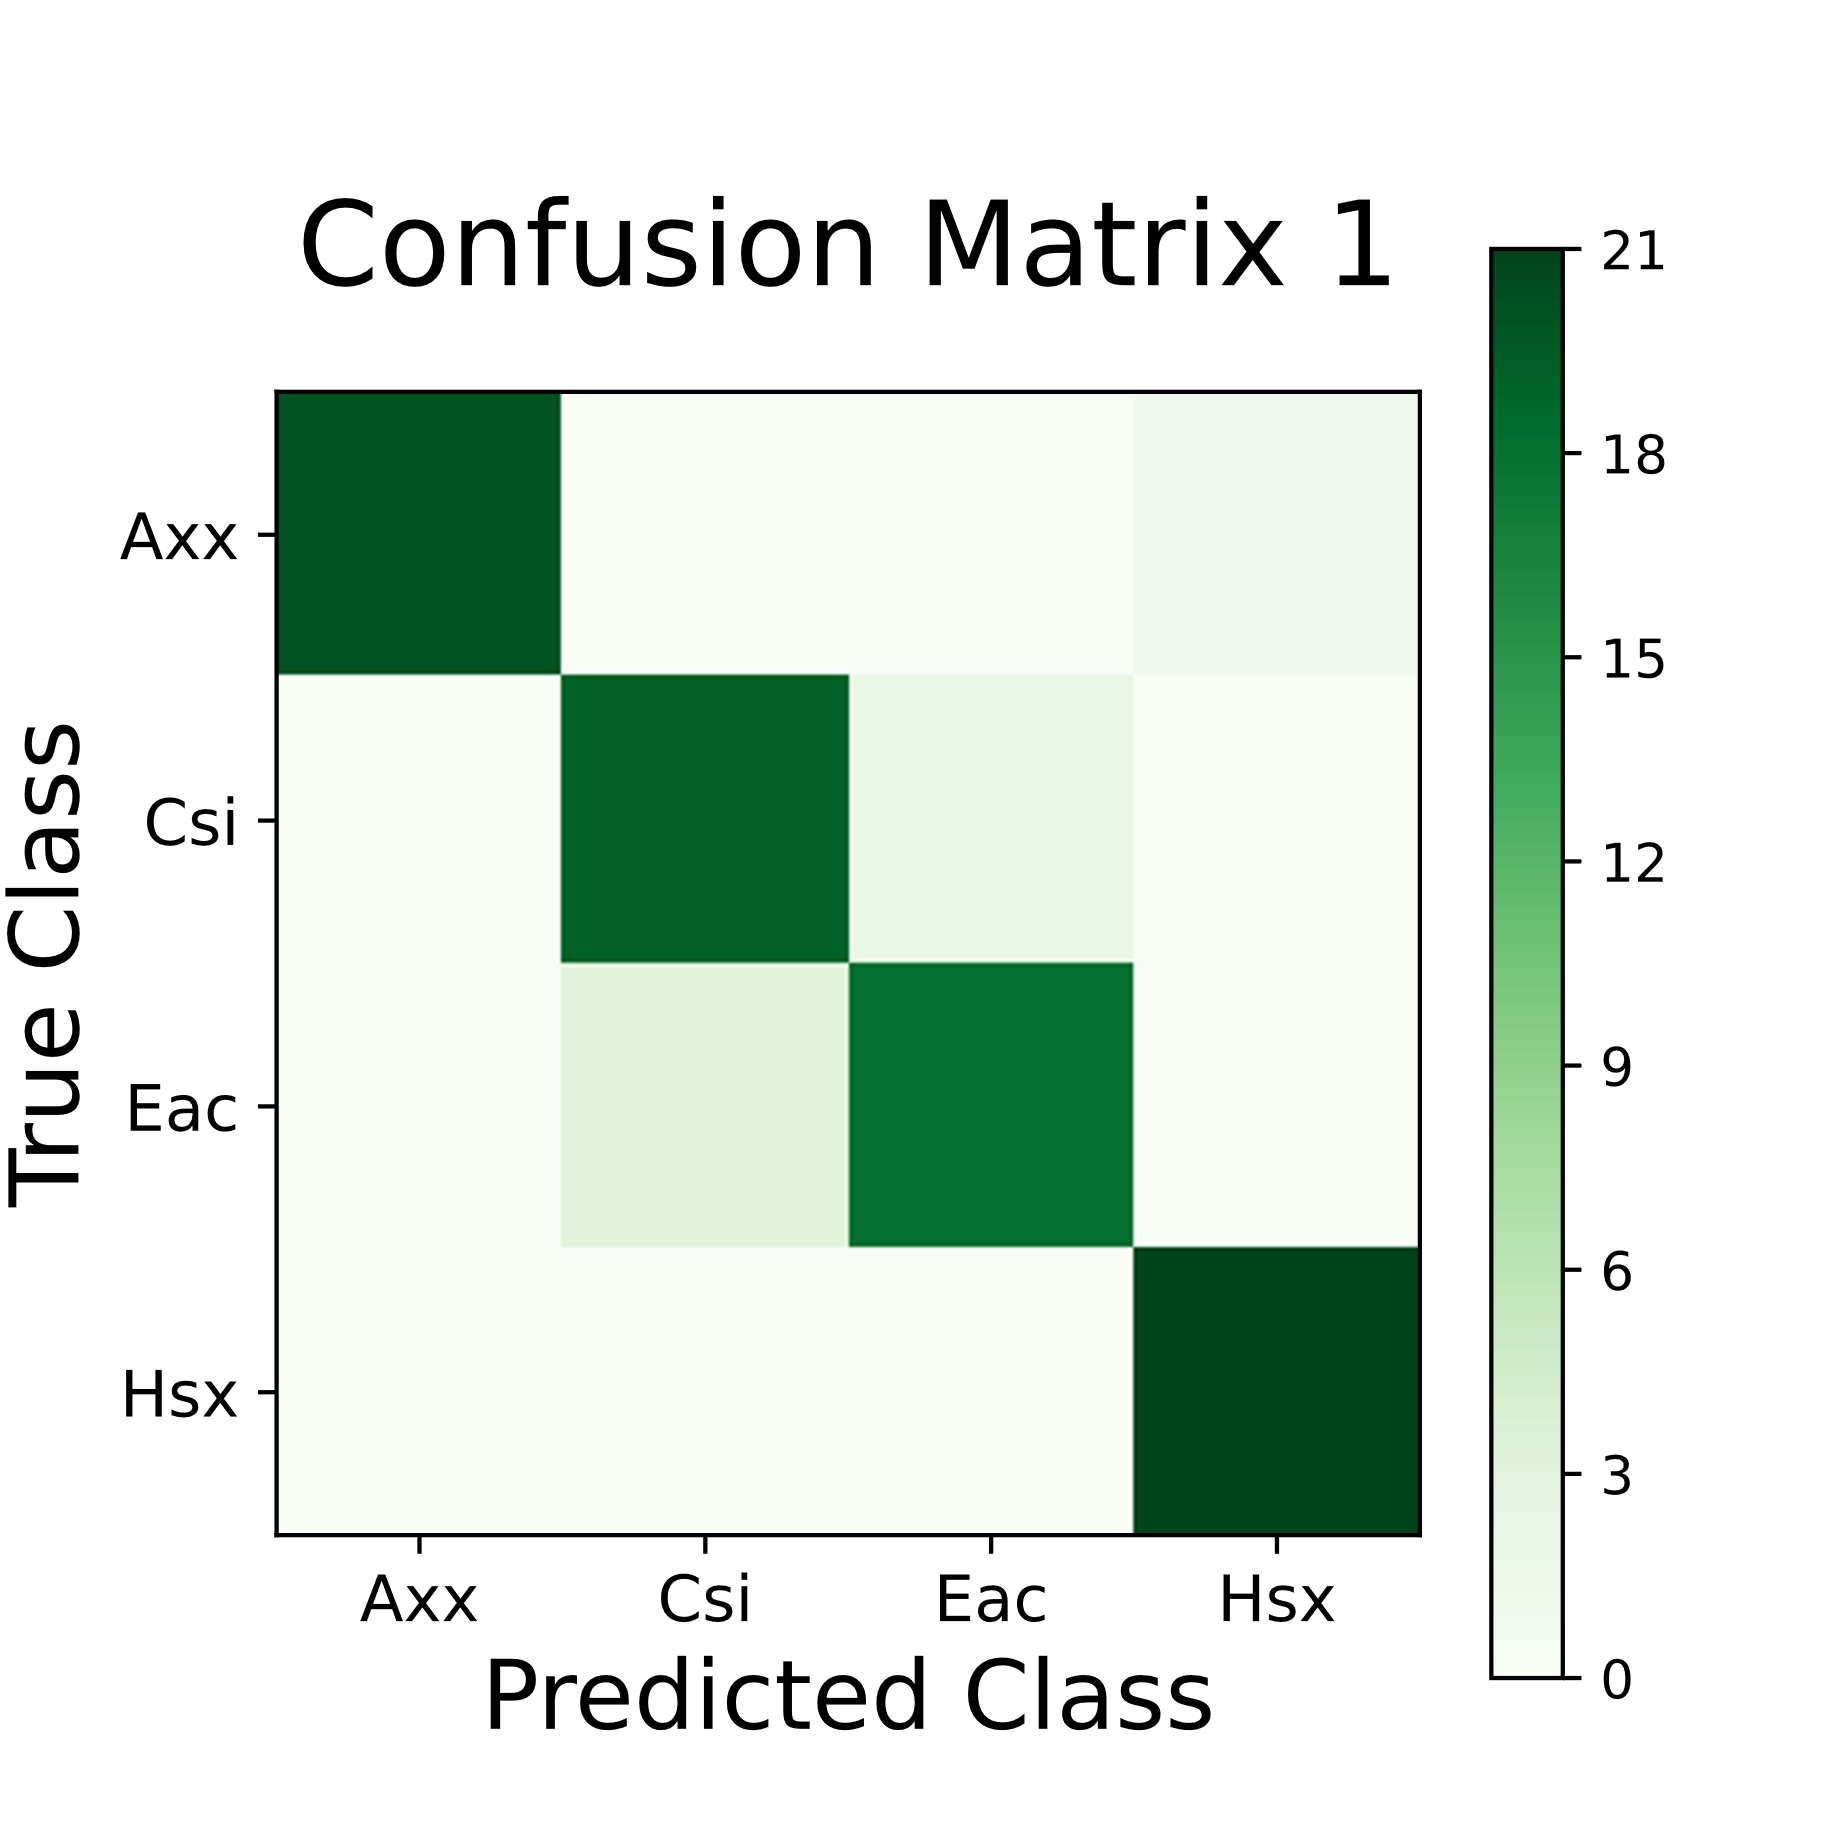 Confusion Matrix 1
True Class
Axx
Csi
Eac
Hsx
Axx Csi Eac Hsx
Predicted Class
21
18
15
12
9
6
3
0